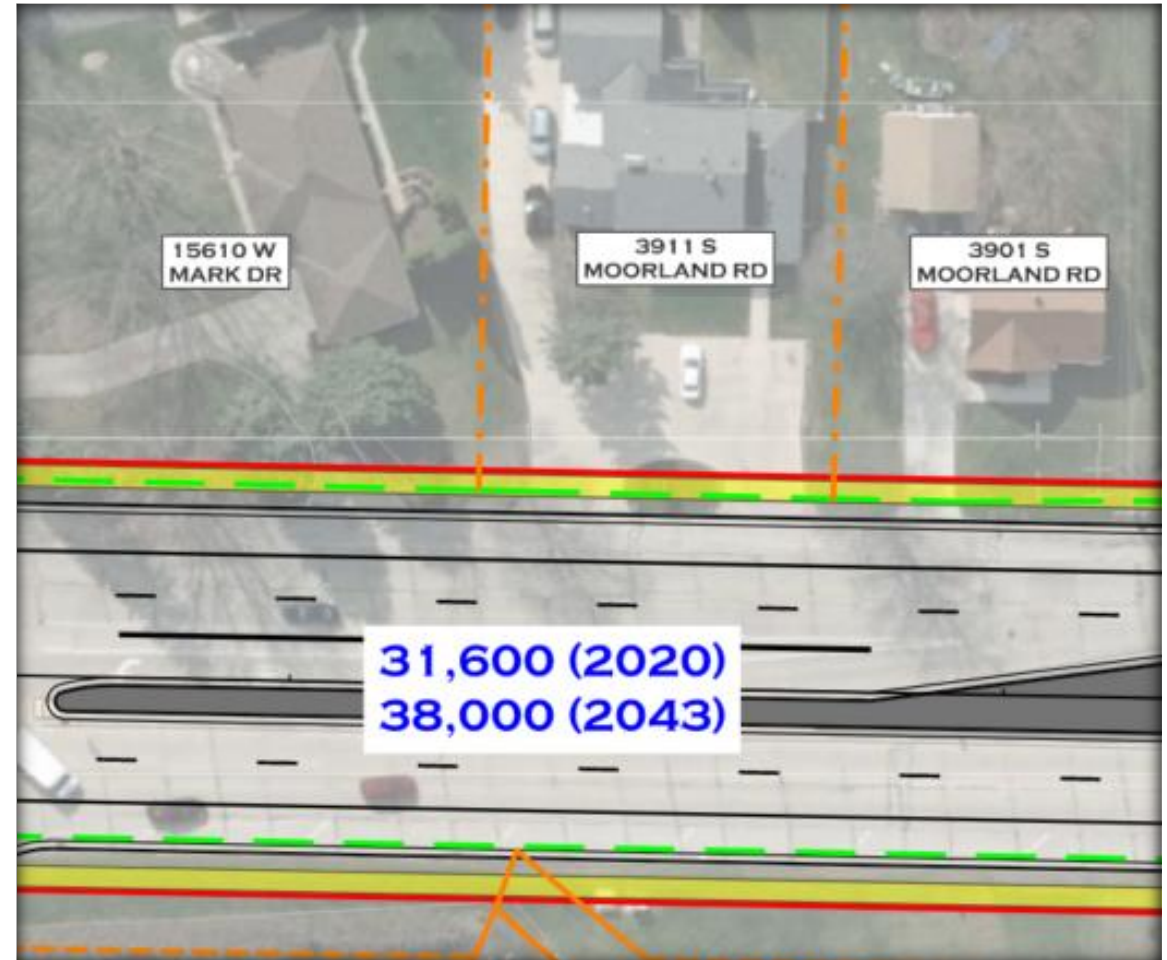 15610 W
MARK DR
3911 S
MOORLAND RD
3901 S
MOORLAND RD
31,600 (2020)
38,000 (2043)